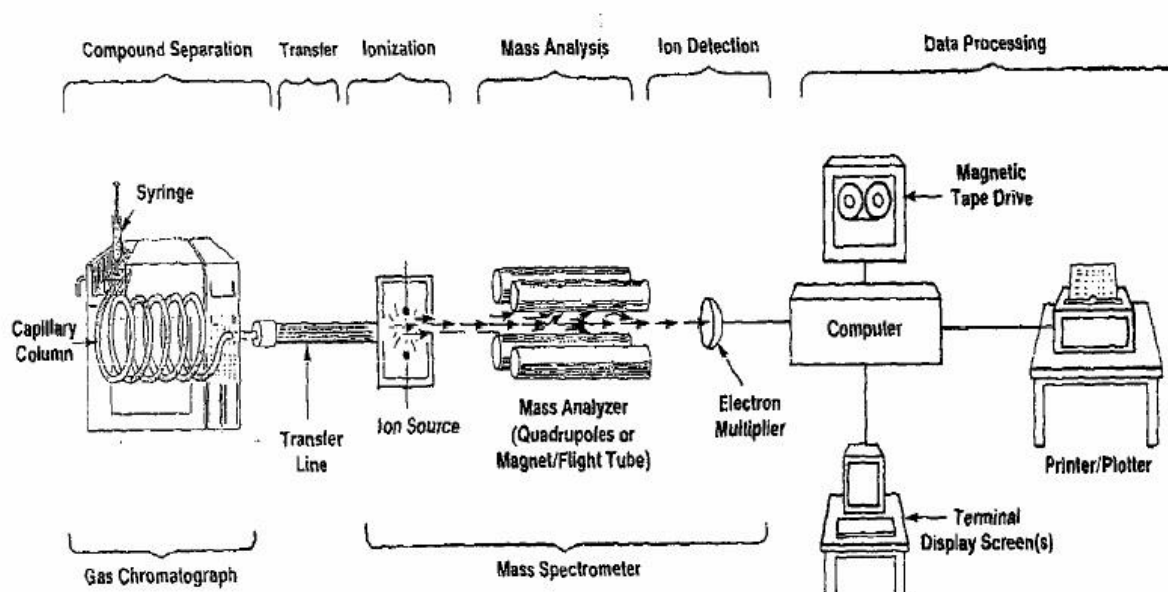 Compound Separation
Transfer
Ionization
Mass Analysis
Ion Detection
Data Processing
Syringe
Magnetic
Tape Drive
Capillary
Column
Computer
Ion Source
Mass Analyzer
(Quadrupoles or
Magnet/Flight Tube)
Electron
Multiplier
Transfer
Line
Printer/Plotter
Terminal
Display Screen(s)
Gas Chromatograph
Mass Spectrometer